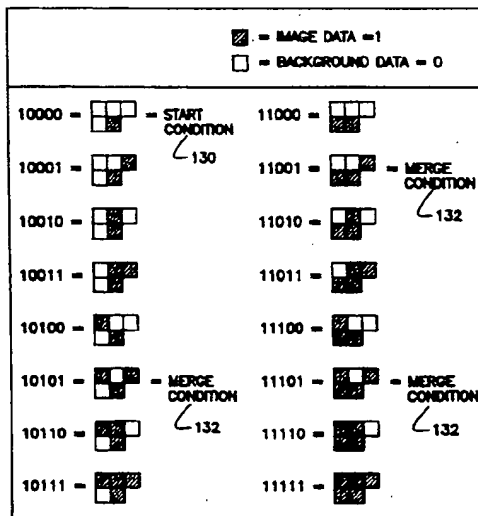 = IMAGE DATA =1
= BACKGROUND DATA = 0
10000 = = START CONDITION
130
10001 =
10010 =
10011 =
10100 =
10101 = = MERGE CONDITION
132
10110 =
10111 =
11000 =
11001 = = MERGE CONDITION
132
11010 =
11011 =
11100 =
11101 = = MERGE CONDITION
132
11110 =
11111 =